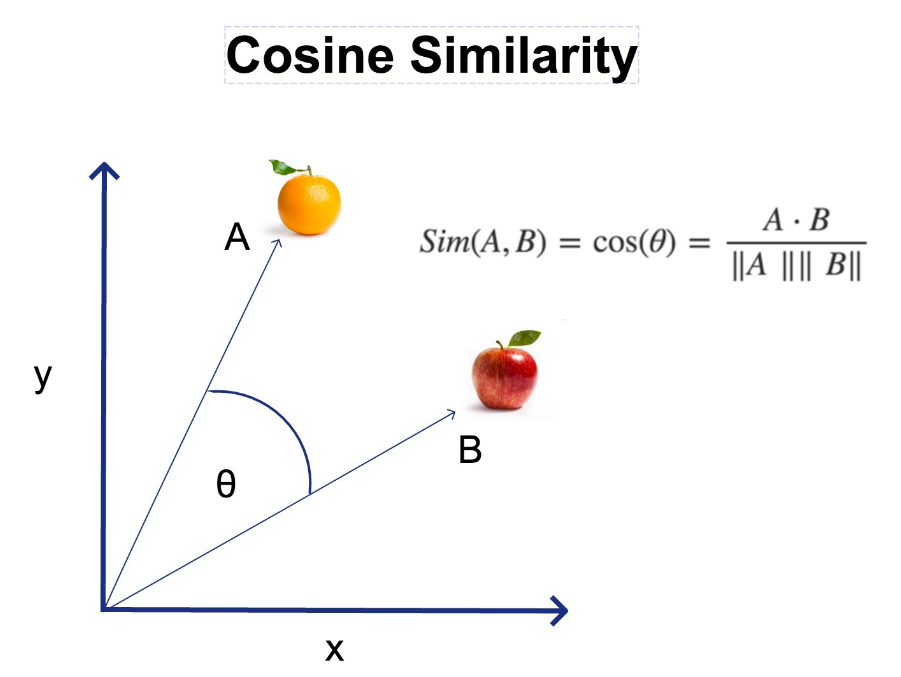 Cosine Similarity
A
Sim(A, B) = cos(θ) = A · B / ‖A ‖‖ B‖
y
B
θ
x